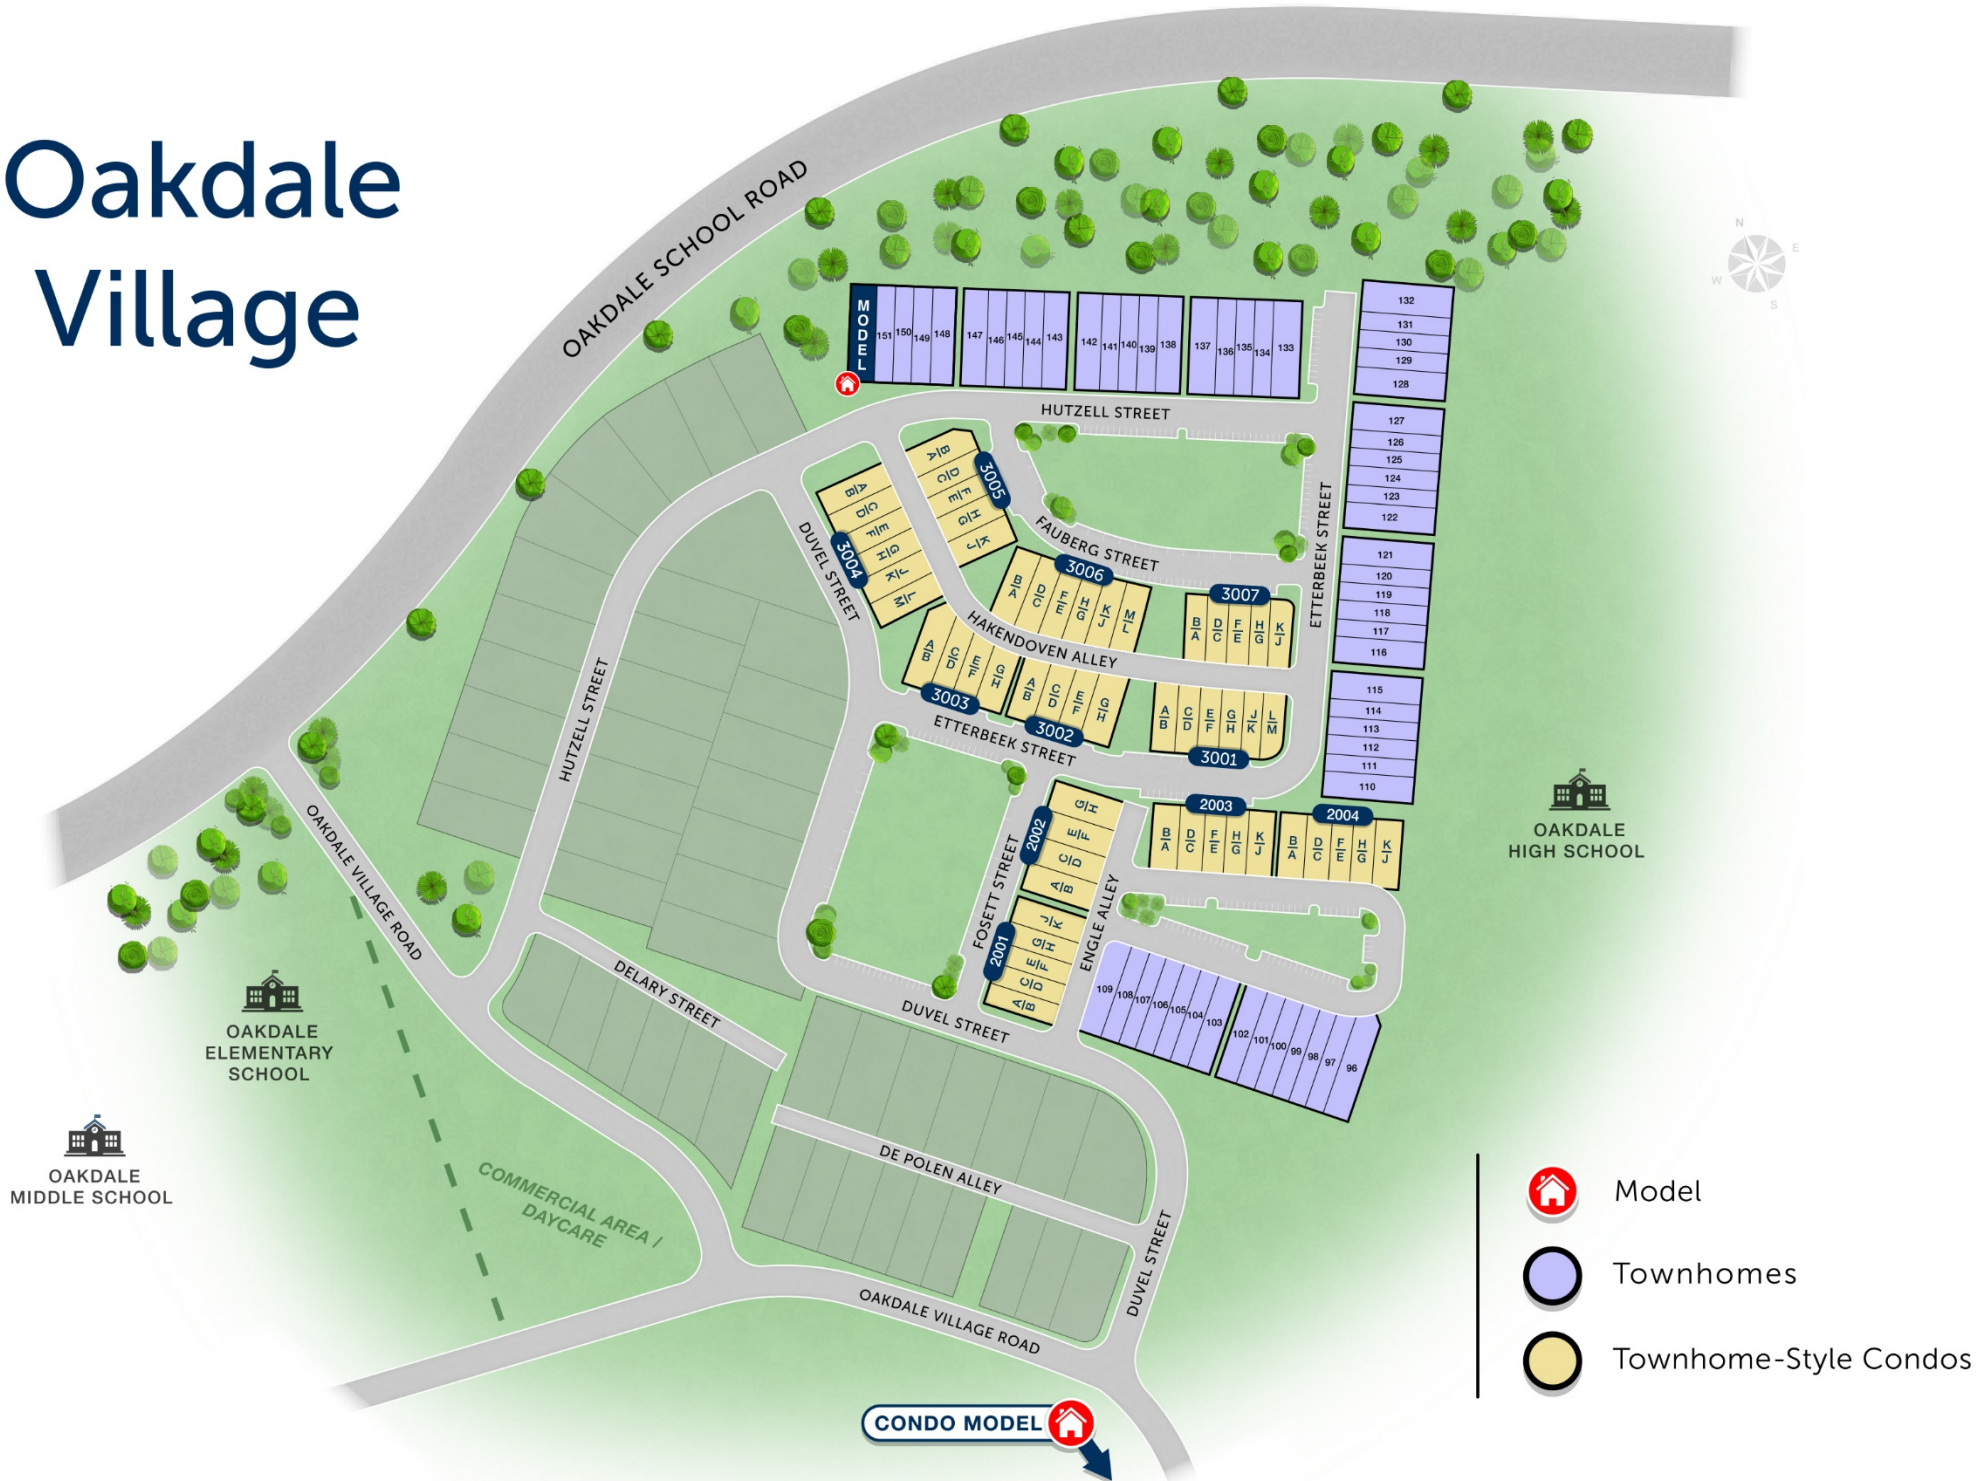 Oakdale
Village
OAKDALE SCHOOL ROAD
N
E
S
W
MODEL
151 150 149 148
147 146 145 144 143
142 141 140 139 138
137 136 135 134 133
132
131
130
129
128
127
126
125
124
123
122
121
120
119
118
117
116
115
114
113
112
111
110
HUTZELL STREET
ETTERBEEK STREET
FAUBERG STREET
DUVEL STREET
HAKENDOVEN ALLEY
HUTZELL STREET
ETTERBEEK STREET
3005
B/A D/C F/E H/G K/J
3004
A/B C/D E/F G/H J/K L/M
3006
B/A D/C F/E H/G K/J M/L
3007
B/A D/C F/E H/G K/J
3003
A/B C/D E/F G/H
3002
A/B C/D E/F G/H
3001
A/B C/D E/F G/H J/K L/M
2002
G/H E/F C/D A/B
2003
B/A D/C F/E H/G K/J
2004
B/A D/C F/E H/G K/J
2001
J/K G/H E/F C/D A/B
FOSETT STREET
ENGLE ALLEY
109 108 107 106 105 104 103
102 101 100 99 98 97 96
OAKDALE
HIGH SCHOOL
OAKDALE VILLAGE ROAD
DELARY STREET
DUVEL STREET
OAKDALE
ELEMENTARY
SCHOOL
OAKDALE
MIDDLE SCHOOL
COMMERCIAL AREA /
DAYCARE
DE POLEN ALLEY
DUVEL STREET
OAKDALE VILLAGE ROAD
CONDO MODEL
Model
Townhomes
Townhome-Style Condos